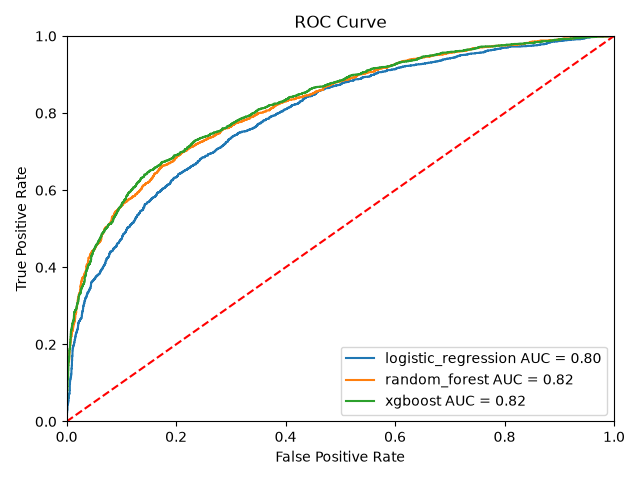 ROC Curve
True Positive Rate
1.0
0.8
0.6
0.4
0.2
0.0
0.0 0.2 0.4 0.6 0.8 1.0
False Positive Rate
logistic_regression AUC = 0.80
random_forest AUC = 0.82
xgboost AUC = 0.82